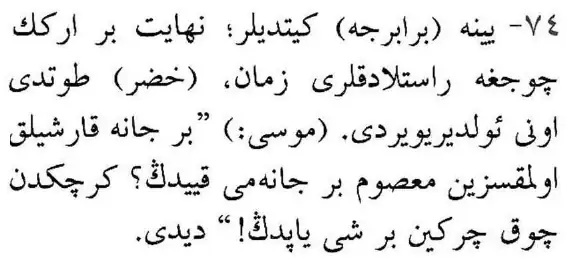 ٧٤- يينه (برابرجه) كيتديلر؛ نهايت بر اركك
چوجغه راستلادقلرى زمان، (خضر) طوتدى
اونى ئولديريويردى. (موسى:) ”بر جانه قارشيلق
اولمقسزين معصوم بر جانه‌مى قييدڭ؟ كرچكدن
چوق چركين بر شى ياپدڭ!“ ديدى.